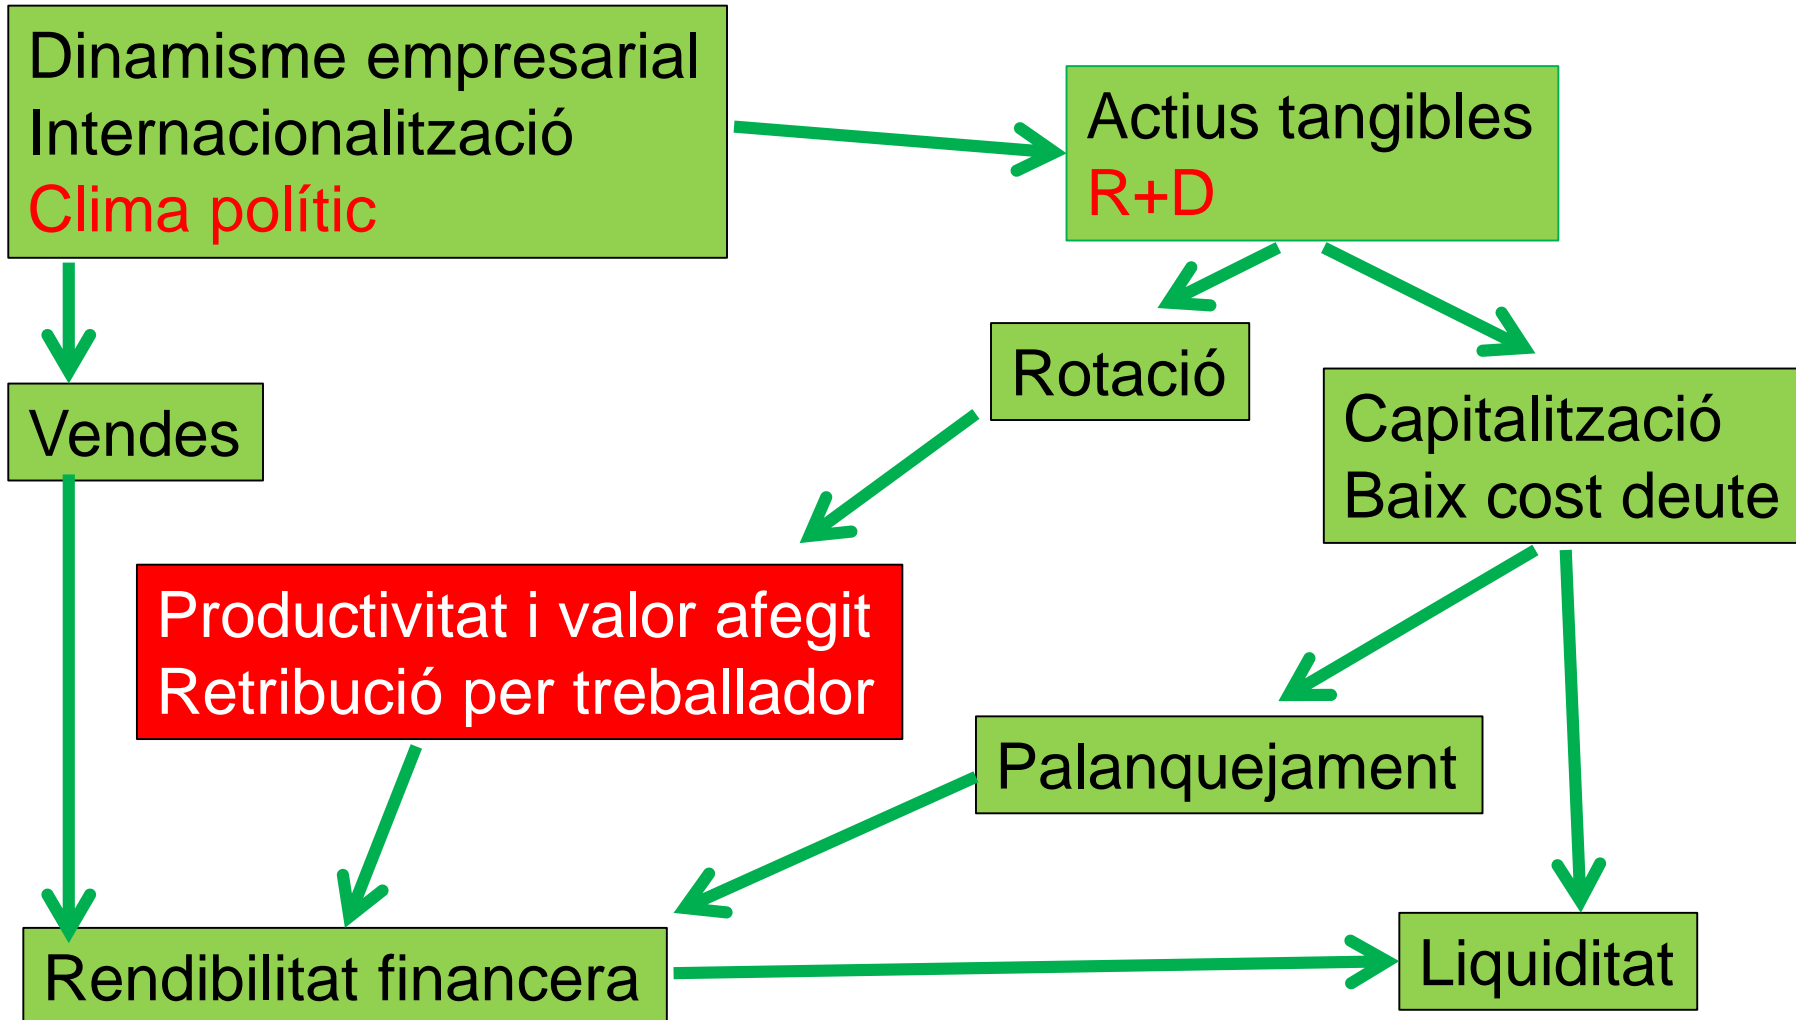 Dinamisme empresarial
Internacionalització
Clima polític
Actius tangibles
R+D
Rotació
Vendes
Capitalització
Baix cost deute
Productivitat i valor afegit
Retribució per treballador
Palanquejament
Rendibilitat financera
Liquiditat